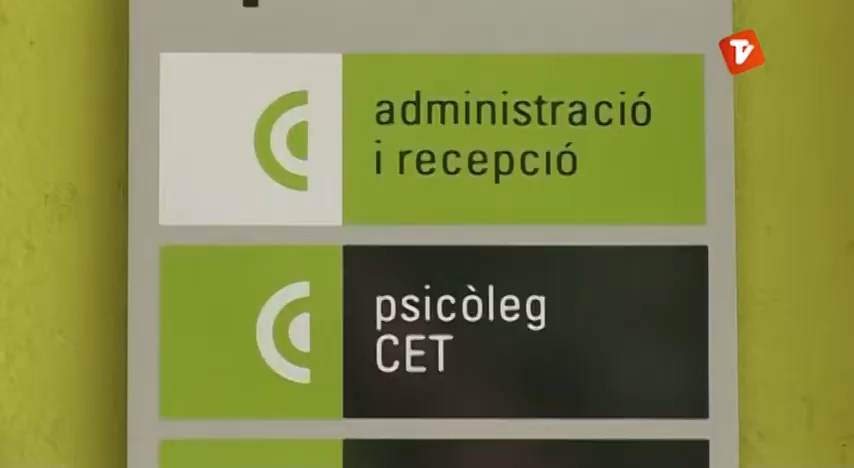 administració
i recepció
psicòleg
CET